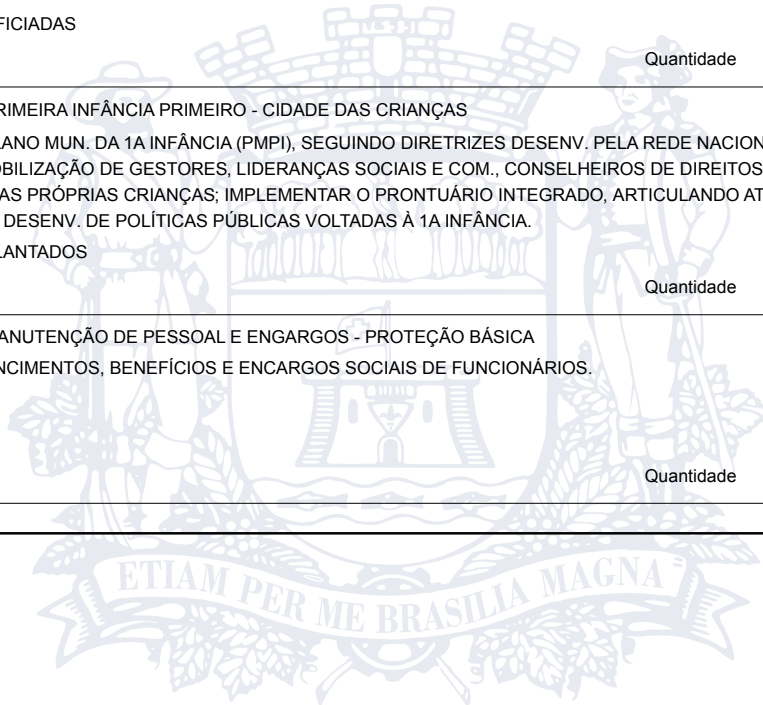 FICIADAS
Quantidade
RIMEIRA INFÂNCIA PRIMEIRO - CIDADE DAS CRIANÇAS
LANO MUN. DA 1A INFÂNCIA (PMPI), SEGUINDO DIRETRIZES DESENV. PELA REDE NACION
OBILIZAÇÃO DE GESTORES, LIDERANÇAS SOCIAIS E COM., CONSELHEIROS DE DIREITOS
AS PRÓPRIAS CRIANÇAS; IMPLEMENTAR O PRONTUÁRIO INTEGRADO, ARTICULANDO AT
DESENV. DE POLÍTICAS PÚBLICAS VOLTADAS À 1A INFÂNCIA.
LANTADOS
Quantidade
ANUTENÇÃO DE PESSOAL E ENGARGOS - PROTEÇÃO BÁSICA
NCIMENTOS, BENEFÍCIOS E ENCARGOS SOCIAIS DE FUNCIONÁRIOS.
Quantidade
ETIAM PER ME BRASILIA MAGNA